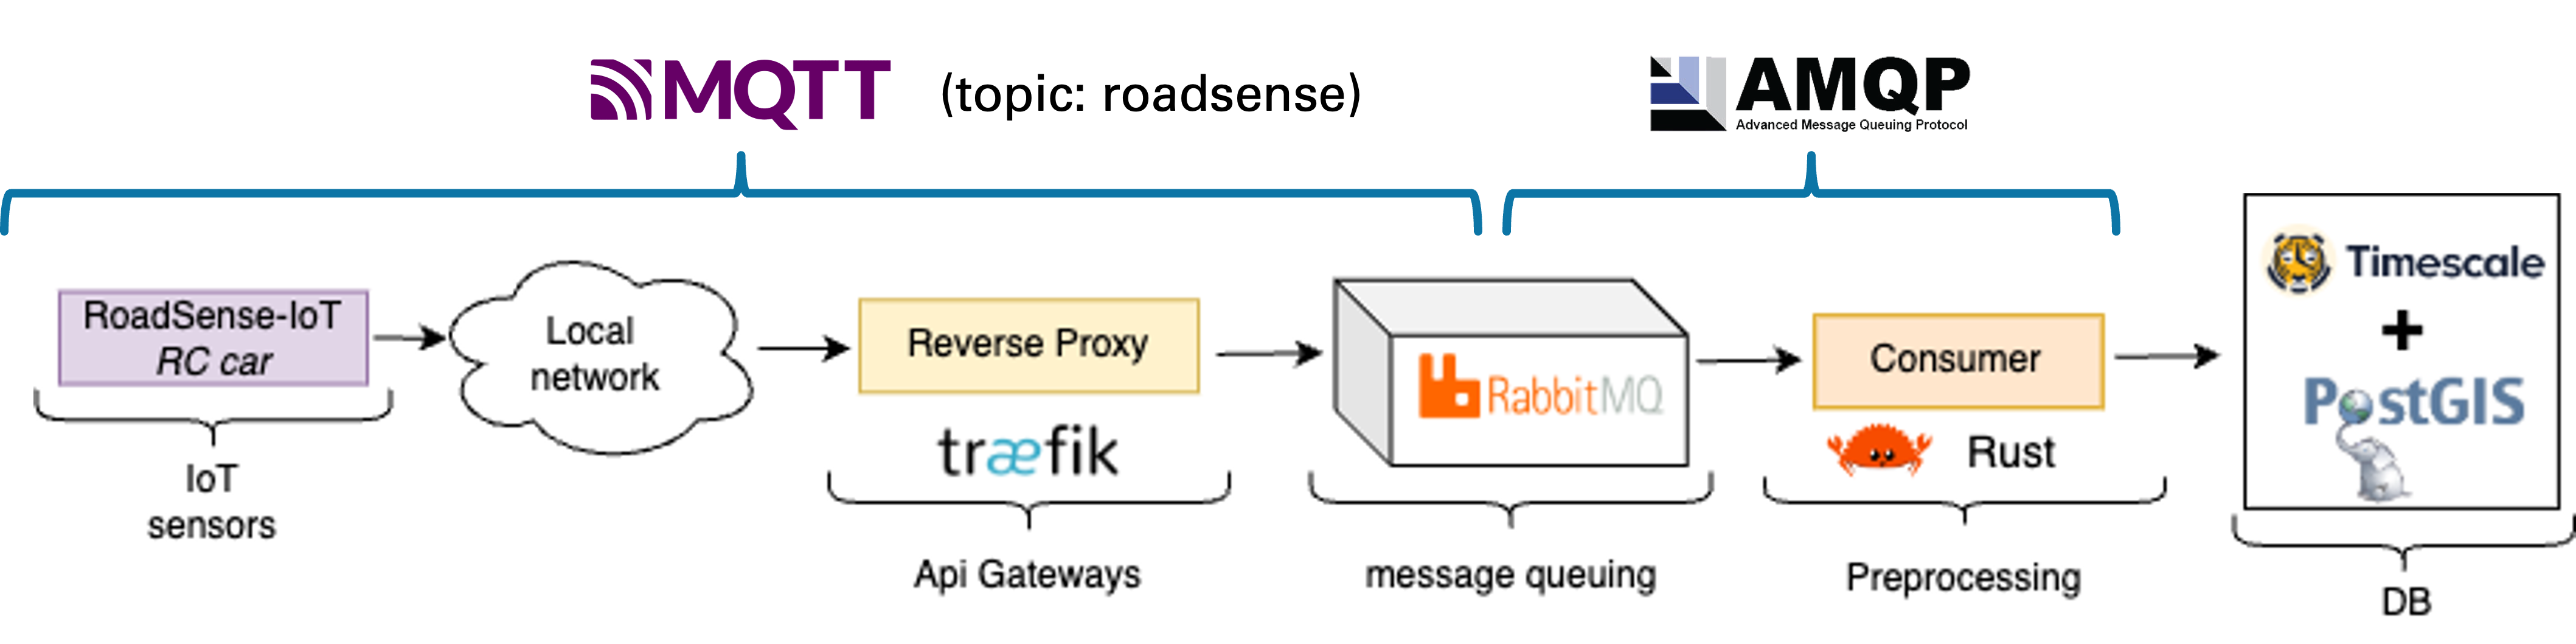 MQTT (topic: roadsense)
AMQP
Advanced Message Queuing Protocol
RoadSense-IoT
RC car
IoT
sensors
Local
network
Reverse Proxy
træfik
Api Gateways
RabbitMQ
message queuing
Consumer
Rust
Preprocessing
Timescale
+
PostGIS
DB